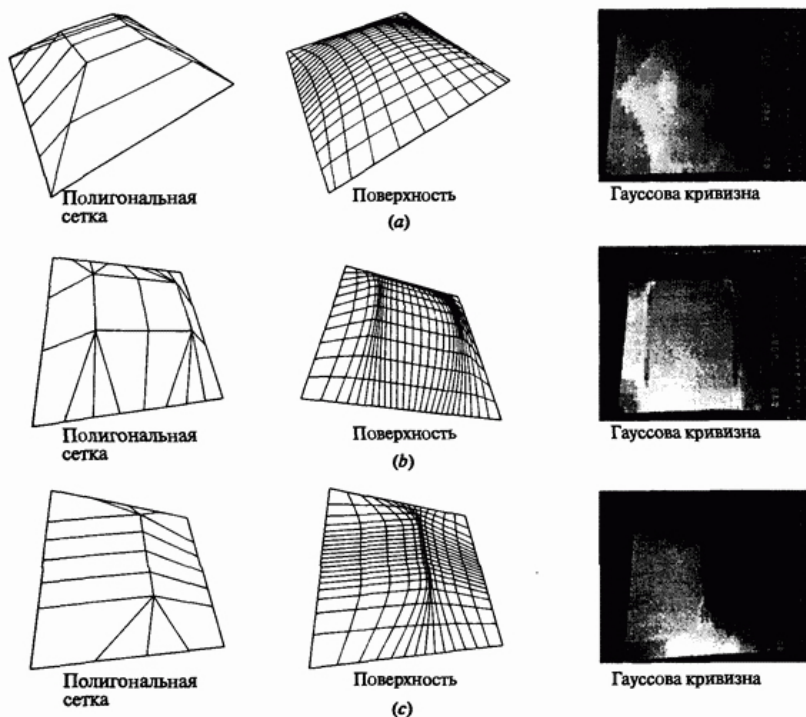 Полигональная
сетка
Поверхность
(a)
Гауссова кривизна
Полигональная
сетка
Поверхность
(b)
Гауссова кривизна
Полигональная
сетка
Поверхность
(c)
Гауссова кривизна